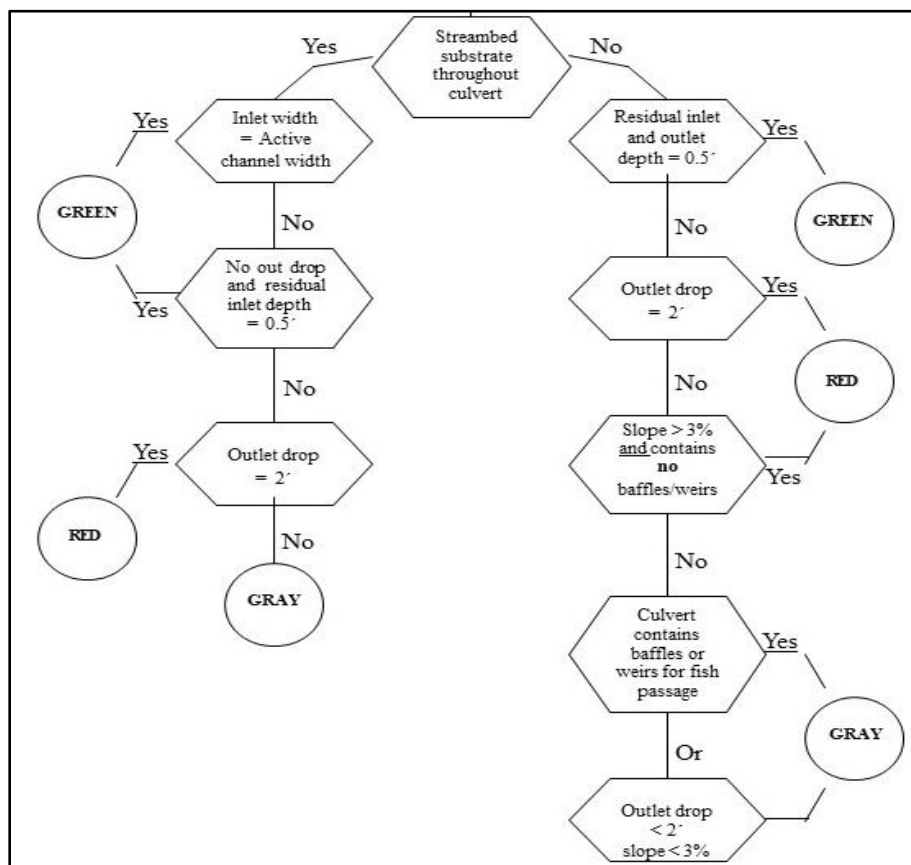 Streambed
substrate
throughout
culvert
Yes
No
Inlet width
= Active
channel width
Yes
GREEN
No
No out drop
and residual
inlet depth
= 0.5´
Yes
No
Outlet drop
= 2´
Yes
RED
No
GRAY
Residual inlet
and outlet
depth = 0.5´
Yes
GREEN
No
Outlet drop
= 2´
Yes
RED
No
Slope > 3%
and contains
no
baffles/weirs
Yes
No
Culvert
contains
baffles or
weirs for fish
passage
Yes
GRAY
Or
Outlet drop
< 2´
slope < 3%